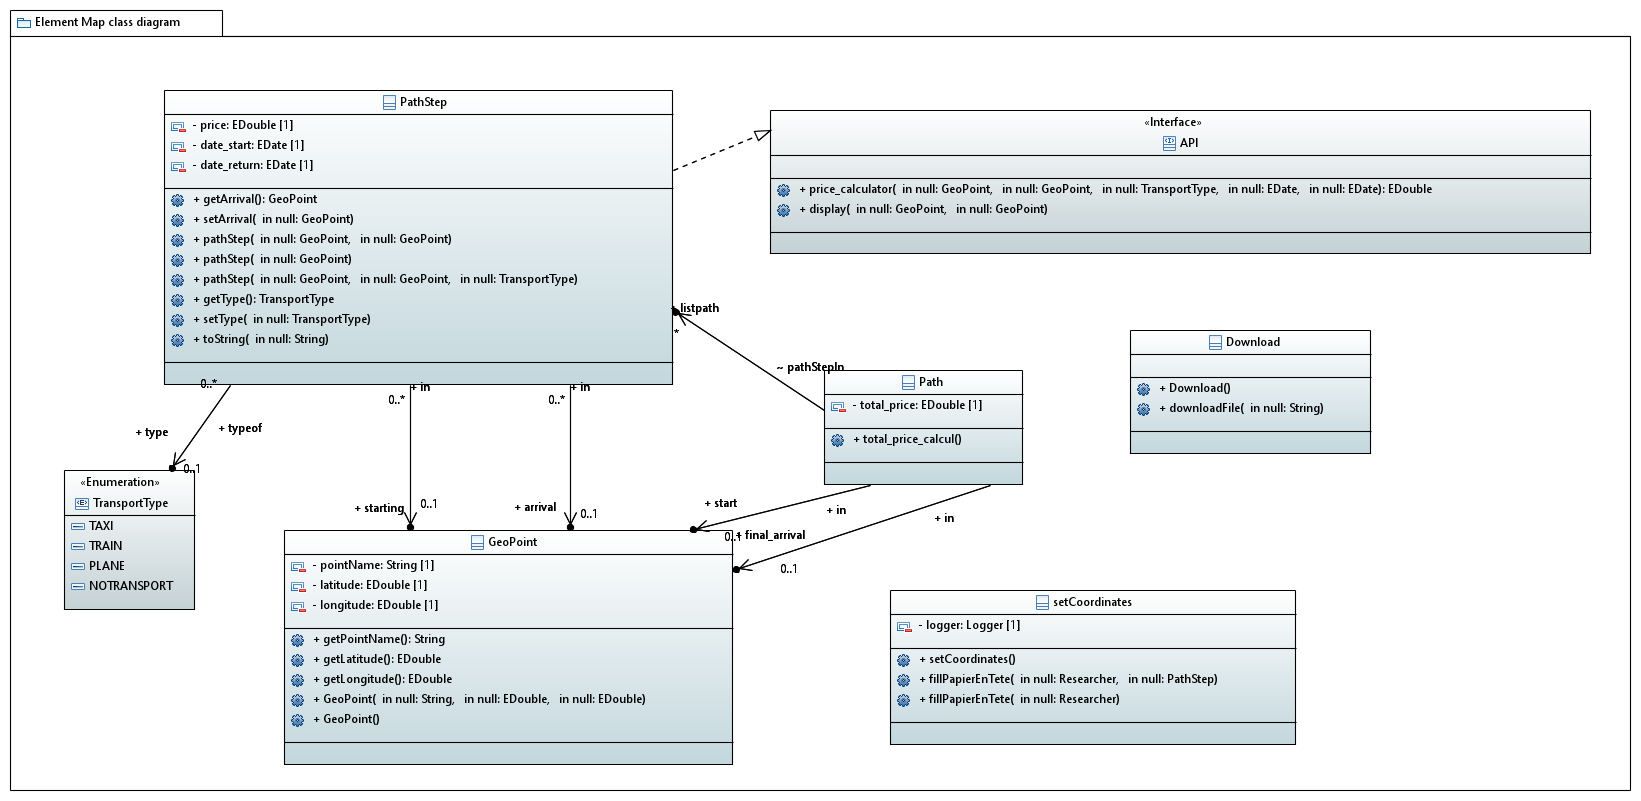 Element Map class diagram
PathStep
- price: EDouble [1]
- date_start: EDate [1]
- date_return: EDate [1]
+ getArrival(): GeoPoint
+ setArrival(  in null: GeoPoint)
+ pathStep(  in null: GeoPoint,   in null: GeoPoint)
+ pathStep(  in null: GeoPoint)
+ pathStep(  in null: GeoPoint,   in null: GeoPoint,   in null: TransportType)
+ getType(): TransportType
+ setType(  in null: TransportType)
+ toString(  in null: String)
«Interface»
API
+ price_calculator(  in null: GeoPoint,   in null: GeoPoint,   in null: TransportType,   in null: EDate,   in null: EDate): EDouble
+ display(  in null: GeoPoint,   in null: GeoPoint)
+ listpath
*
~ pathStepIn
Path
- total_price: EDouble [1]
+ total_price_calcul()
Download
+ Download()
+ downloadFile(  in null: String)
0..*
+ typeof
+ type
0..1
+ in
0..*
+ starting
0..1
+ in
0..*
+ arrival
0..1
+ start
+ in
0..1
+ in
+ final_arrival
0..1
«Enumeration»
TransportType
TAXI
TRAIN
PLANE
NOTRANSPORT
GeoPoint
- pointName: String [1]
- latitude: EDouble [1]
- longitude: EDouble [1]
+ getPointName(): String
+ getLatitude(): EDouble
+ getLongitude(): EDouble
+ GeoPoint(  in null: String,   in null: EDouble,   in null: EDouble)
+ GeoPoint()
setCoordinates
- logger: Logger [1]
+ setCoordinates()
+ fillPapierEnTete(  in null: Researcher,   in null: PathStep)
+ fillPapierEnTete(  in null: Researcher)